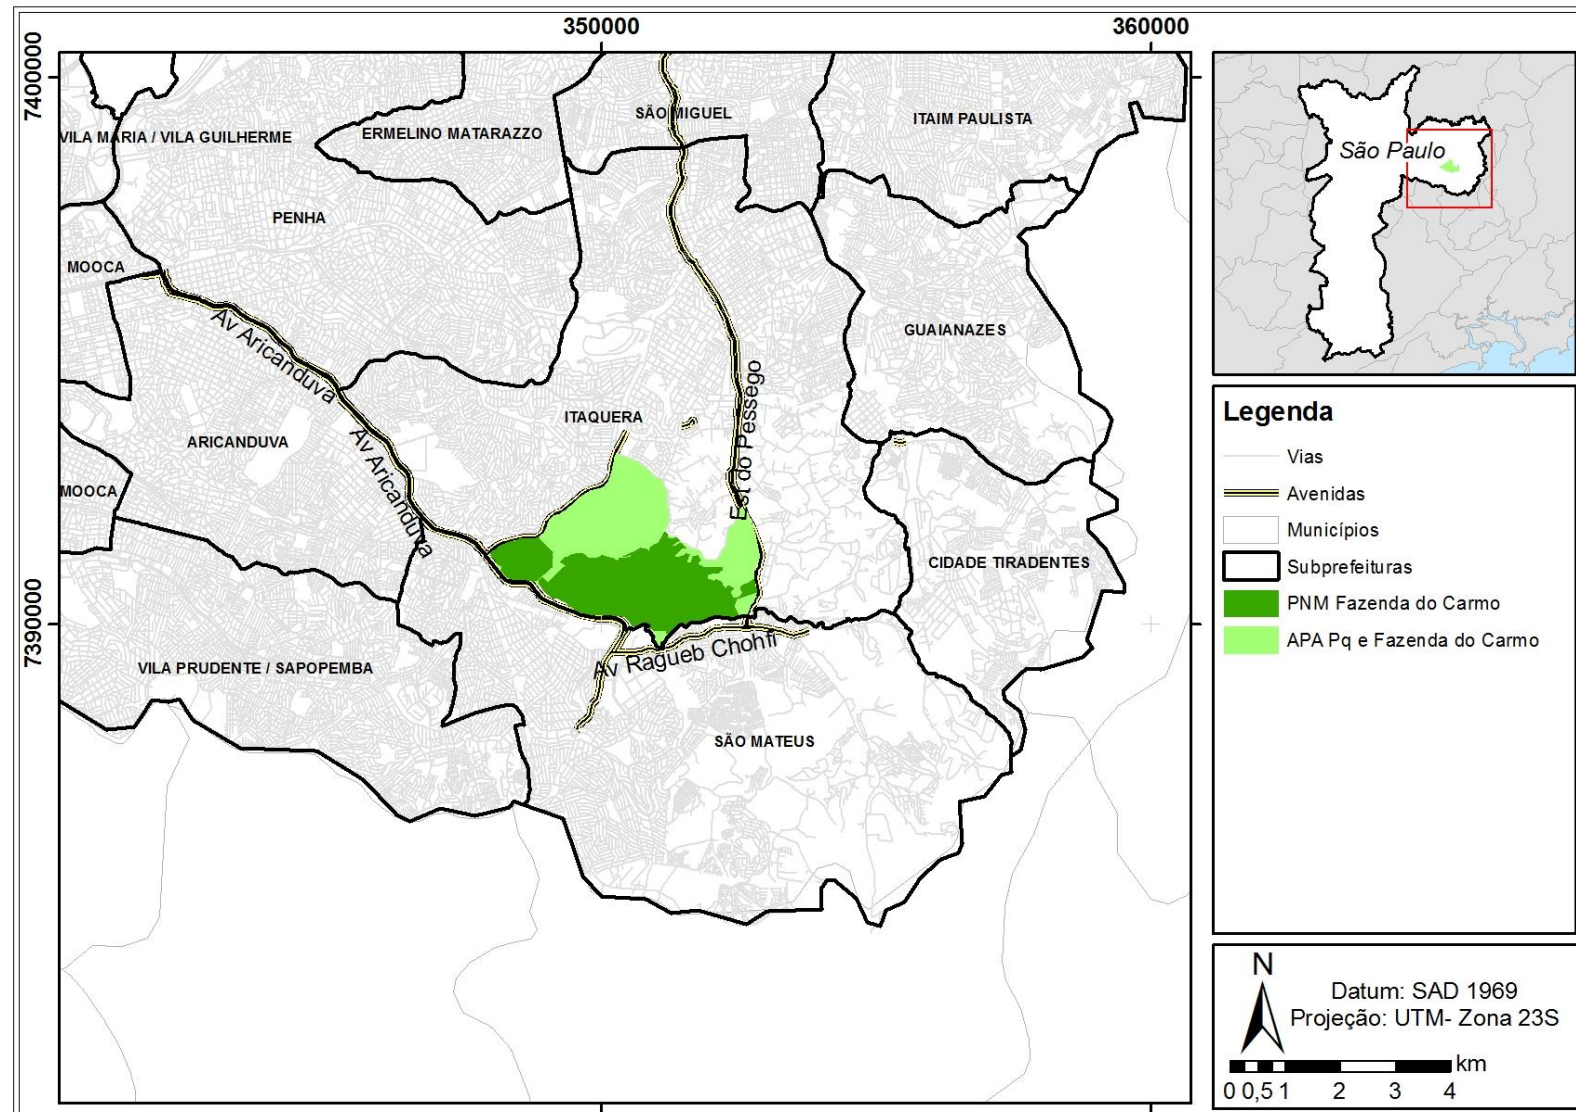 350000
360000
7400000
7390000
SÃO MIGUEL
ITAIM PAULISTA
VILA MARIA / VILA GUILHERME
ERMELINO MATARAZZO
PENHA
MOOCA
GUAIANAZES
Av Aricanduva
ITAQUERA
Est do Pessego
ARICANDUVA
Av Aricanduva
MOOCA
CIDADE TIRADENTES
VILA PRUDENTE / SAPOPEMBA
Av Ragueb Chohfi
SÃO MATEUS
São Paulo
Legenda
Vias
Avenidas
Municípios
Subprefeituras
PNM Fazenda do Carmo
APA Pq e Fazenda do Carmo
N
Datum: SAD 1969
Projeção: UTM- Zona 23S
km
0 0,5 1 2 3 4